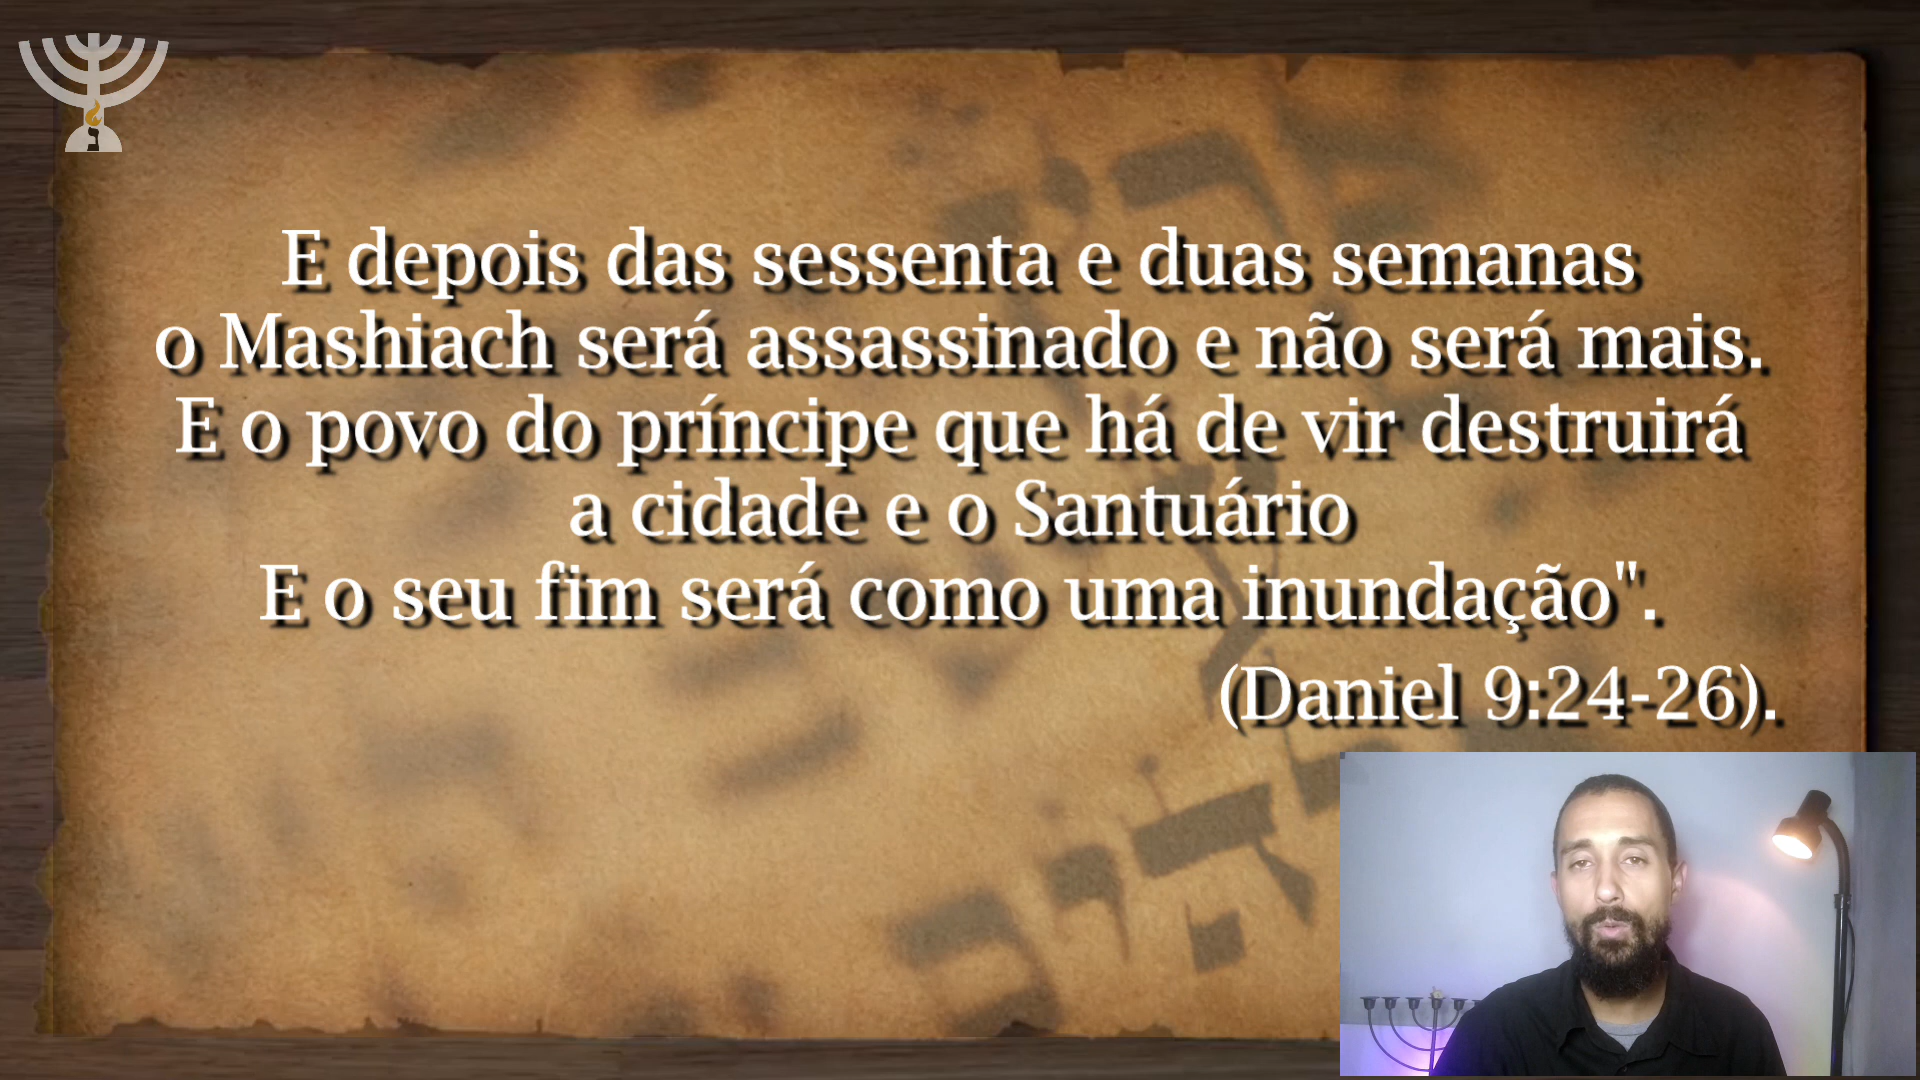 E depois das sessenta e duas semanas
o Mashiach será assassinado e não será mais.
E o povo do príncipe que há de vir destruirá
a cidade e o Santuário
E o seu fim será como uma inundação".
(Daniel 9:24-26).